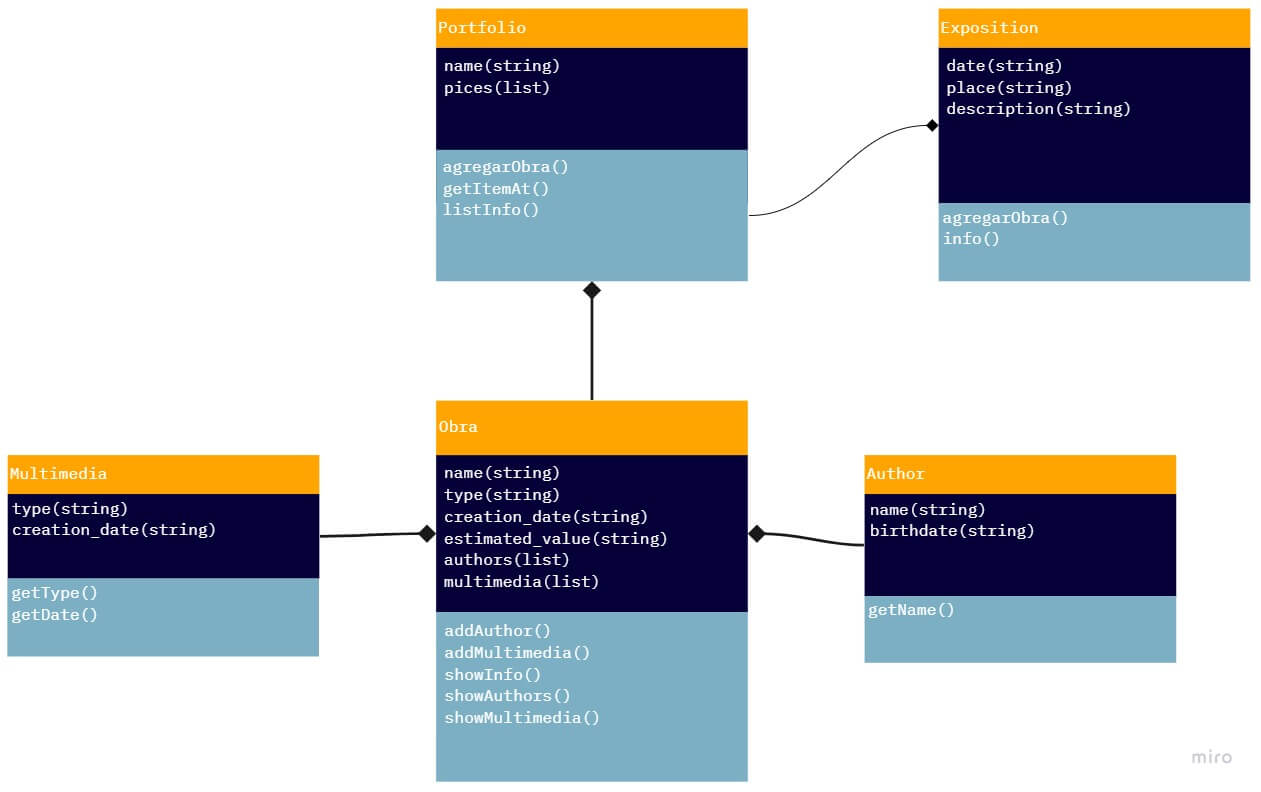 Portfolio
name(string)
pices(list)
agregarObra()
getItemAt()
listInfo()
Exposition
date(string)
place(string)
description(string)
agregarObra()
info()
Multimedia
type(string)
creation_date(string)
getType()
getDate()
Obra
name(string)
type(string)
creation_date(string)
estimated_value(string)
authors(list)
multimedia(list)
addAuthor()
addMultimedia()
showInfo()
showAuthors()
showMultimedia()
Author
name(string)
birthdate(string)
getName()
miro